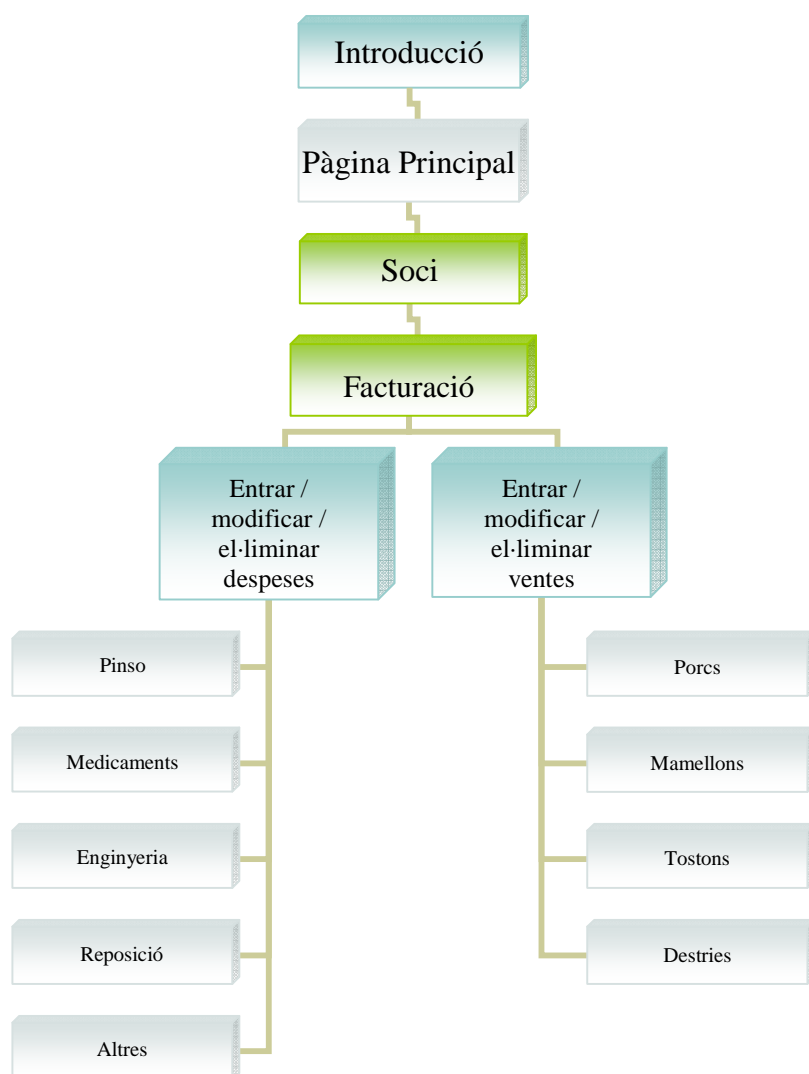 Introducció
Pàgina Principal
Soci
Facturació
Entrar /
modificar /
el·liminar
despeses
Entrar /
modificar /
el·liminar
ventes
Pinso
Medicaments
Enginyeria
Reposició
Altres
Porcs
Mamellons
Tostons
Destries